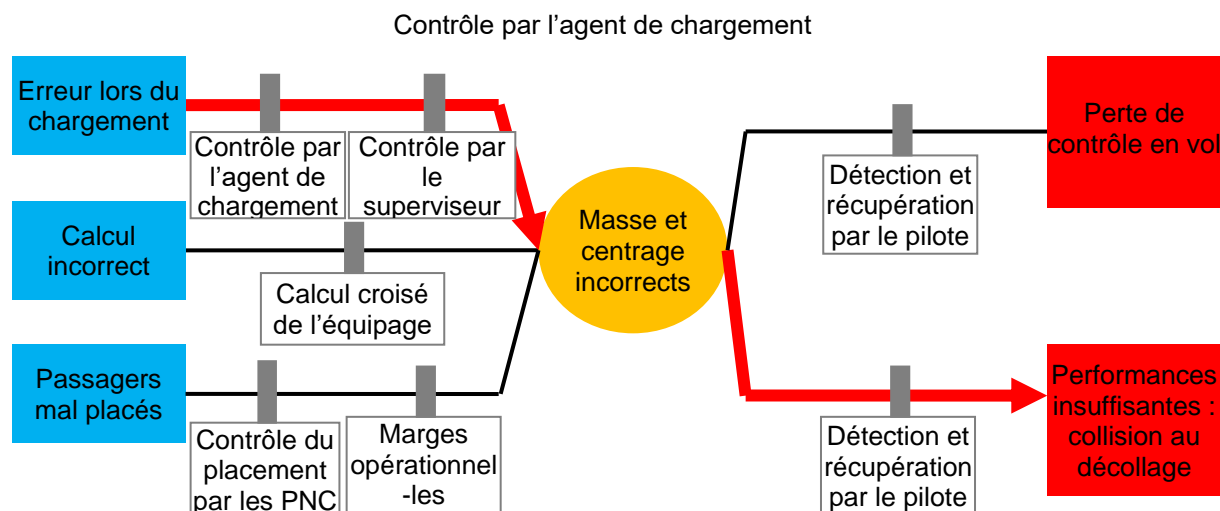 Contrôle par l’agent de chargement
Erreur lors du
chargement
Contrôle par
l’agent de
chargement
Contrôle par
le
superviseur
Calcul
incorrect
Calcul croisé
de l’équipage
Passagers
mal placés
Contrôle du
placement
par les PNC
Marges
opérationnel
-les
Masse et
centrage
incorrects
Détection et
récupération
par le pilote
Perte de
contrôle en vol
Détection et
récupération
par le pilote
Performances
insuffisantes :
collision au
décollage